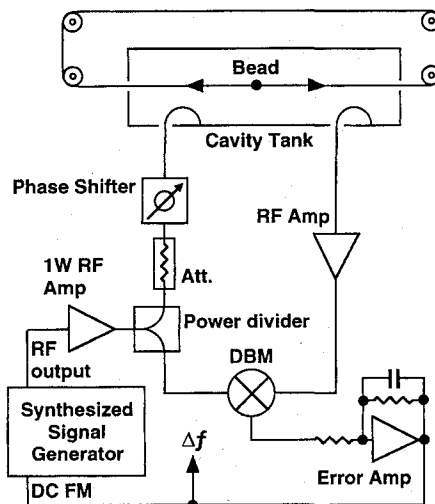 Bead
Cavity Tank
Phase Shifter
RF Amp
1W RF
Amp
Att.
Power divider
RF
output
DBM
Synthesized
Signal
Generator
Δf
Error Amp
DC FM